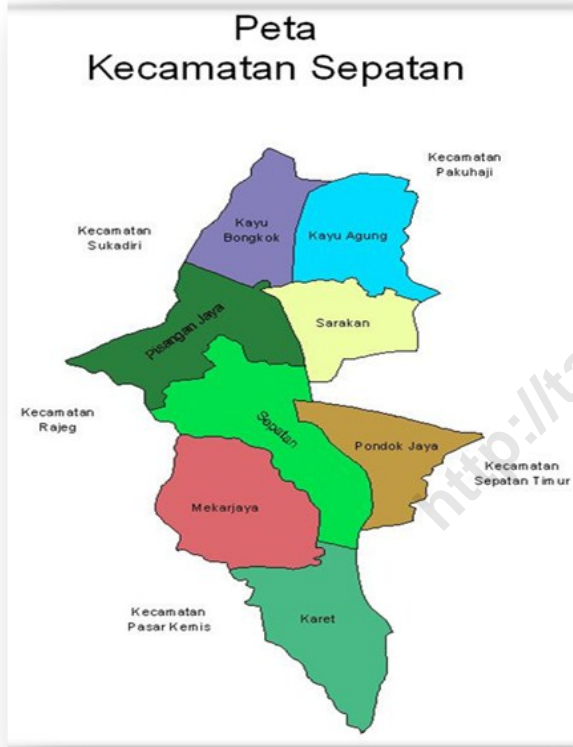 Peta
Kecamatan Sepatan
Kecamatan
Pakuhaji
Kayu
Bongkok
Kayu Agung
Kecamatan
Sukadiri
Sarakan
Pisangan Jaya
Kecamatan
Rajeg
Sepatan
Pondok Jaya
Kecamatan
Sepatan Timur
Mekarjaya
Kecamatan
Pasar Kemis
Karet